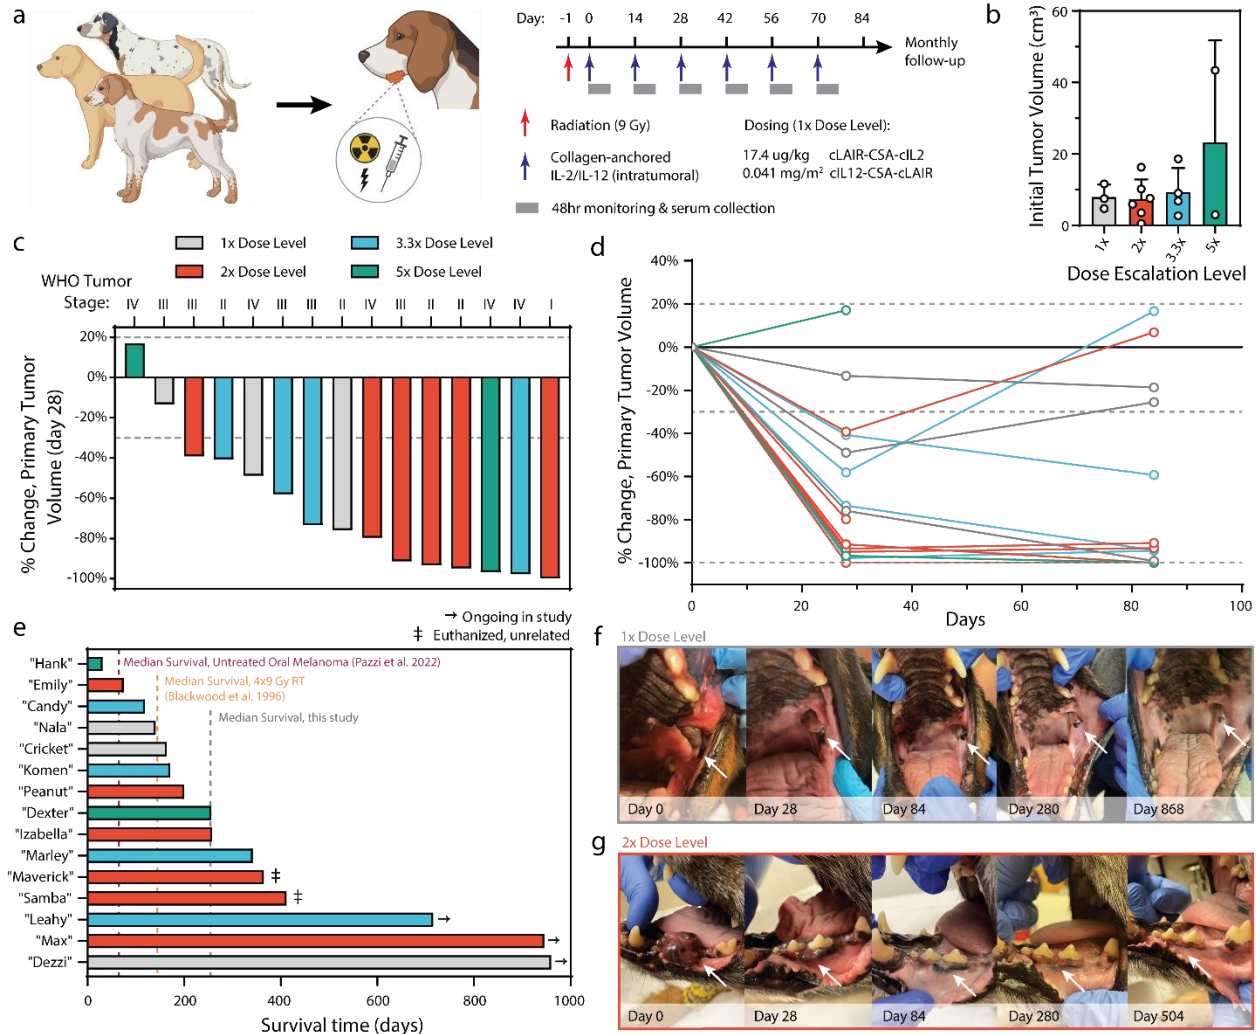 a
Day: -1 0 14 28 42 56 70 84
Monthly
follow-up
Radiation (9 Gy)
Collagen-anchored
IL-2/IL-12 (intratumoral)
48hr monitoring & serum collection
Dosing (1x Dose Level):
17.4 ug/kg cLAIR-CSA-cIL2
0.041 mg/m² cIL12-CSA-cLAIR
b
Initial Tumor Volume (cm³)
60
40
20
0
1x 2x 3.3x 5x
Dose Escalation Level
c
1x Dose Level
3.3x Dose Level
2x Dose Level
5x Dose Level
WHO Tumor
Stage: IV III III II IV III III II IV III II II IV IV I
% Change, Primary Tumor
Volume (day 28)
20%
0%
-20%
-40%
-60%
-80%
-100%
d
% Change, Primary Tumor Volume
40%
20%
0%
-20%
-40%
-60%
-80%
-100%
0 20 40 60 80 100
Days
e
→ Ongoing in study
‡ Euthanized, unrelated
Median Survival, Untreated Oral Melanoma (Pazzi et al. 2022)
Median Survival, 4x9 Gy RT
(Blackwood et al. 1996)
Median Survival, this study
"Hank"
"Emily"
"Candy"
"Nala"
"Cricket"
"Komen"
"Peanut"
"Dexter"
"Izabella"
"Marley"
"Maverick" ‡
"Samba" ‡
"Leahy" →
"Max" →
"Dezzi" →
0 200 400 600 800 1000
Survival time (days)
f
1x Dose Level
Day 0 Day 28 Day 84 Day 280 Day 868
g
2x Dose Level
Day 0 Day 28 Day 84 Day 280 Day 504